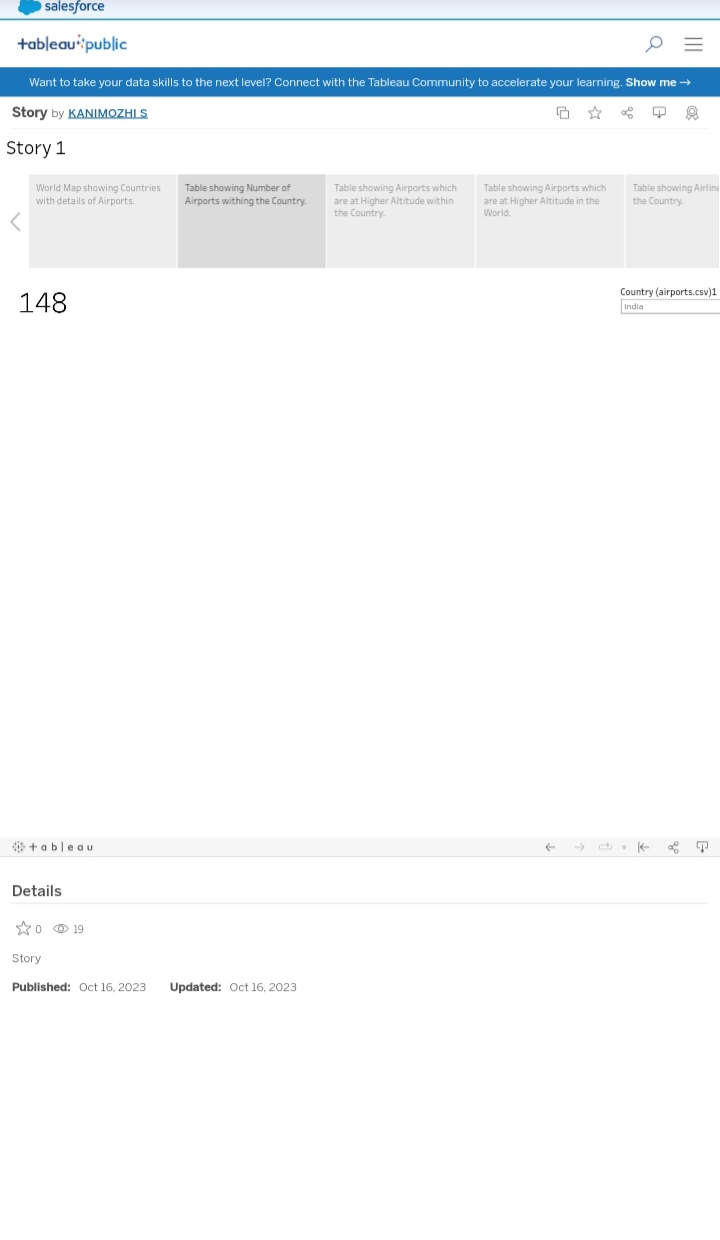 salesforce
+ableau public
Want to take your data skills to the next level? Connect with the Tableau Community to accelerate your learning. Show me →
Story by KANIMOZHI S
Story 1
World Map showing Countries
with details of Airports.
Table showing Number of
Airports withing the Country.
Table showing Airports which
are at Higher Altitude within
the Country.
Table showing Airports which
are at Higher Altitude in the
World.
Table showing Airline
the Country.
148
Country (airports.csv)1
India
+ableau
Details
0 19
Story
Published: Oct 16, 2023 Updated: Oct 16, 2023